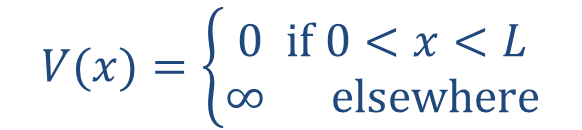 V(x) = { 0 if 0 < x < L
∞ elsewhere